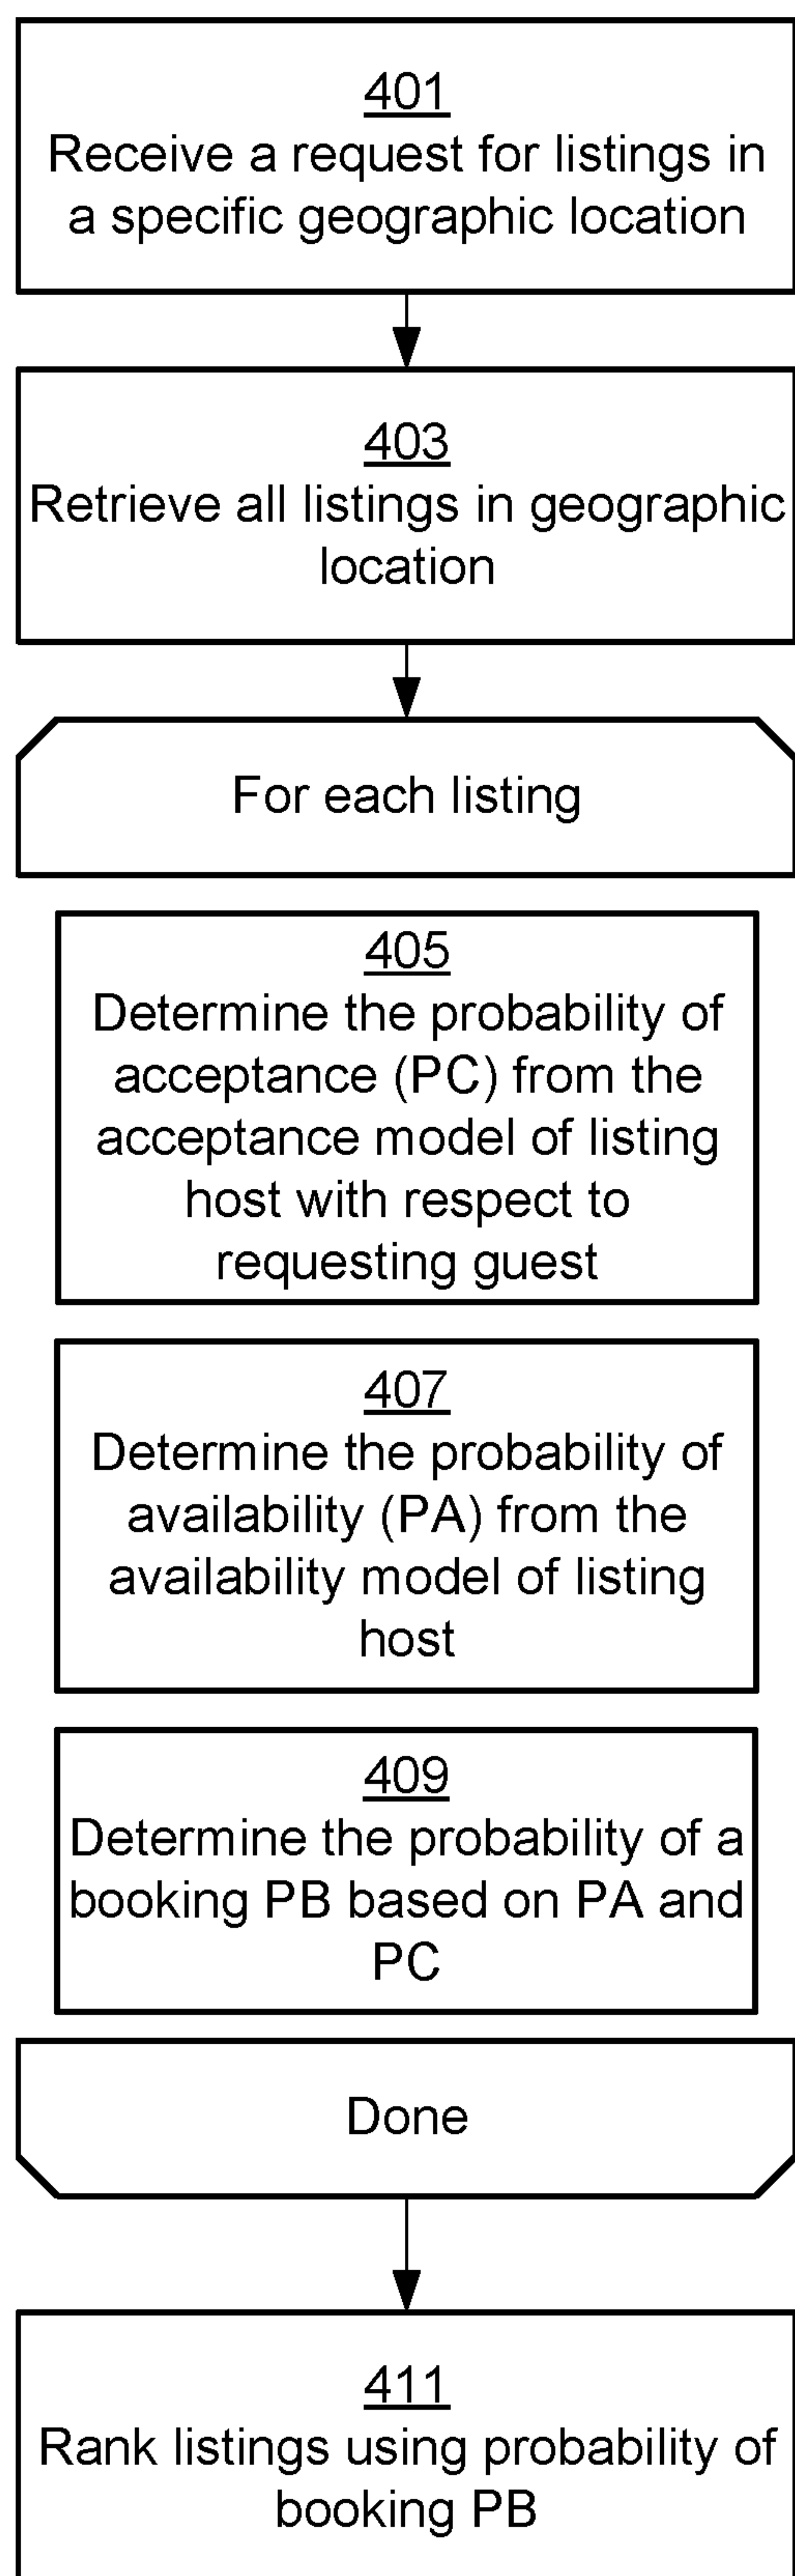 401
Receive a request for listings in
a specific geographic location
403
Retrieve all listings in geographic
location
For each listing
405
Determine the probability of
acceptance (PC) from the
acceptance model of listing
host with respect to
requesting guest
407
Determine the probability of
availability (PA) from the
availability model of listing
host
409
Determine the probability of a
booking PB based on PA and
PC
Done
411
Rank listings using probability of
booking PB